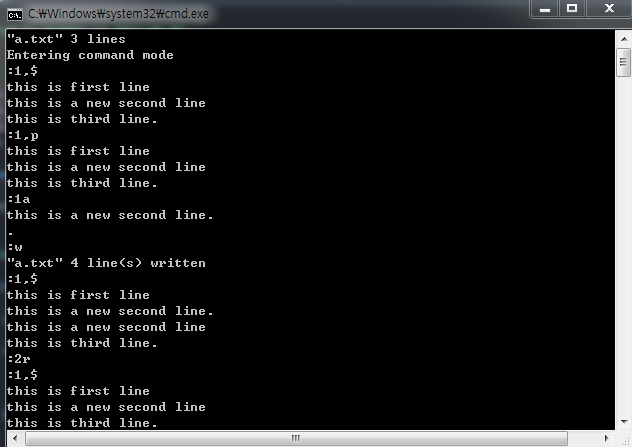 C:₩Windows₩system32₩cmd.exe
"a.txt" 3 lines
Entering command mode
:1,$
this is first line
this is a new second line
this is third line.
:1,p
this is first line
this is a new second line
this is third line.
:1a
this is a new second line.
.
:w
"a.txt" 4 line(s) written
:1,$
this is first line
this is a new second line.
this is a new second line
this is third line.
:2r
:1,$
this is first line
this is a new second line
this is third line.